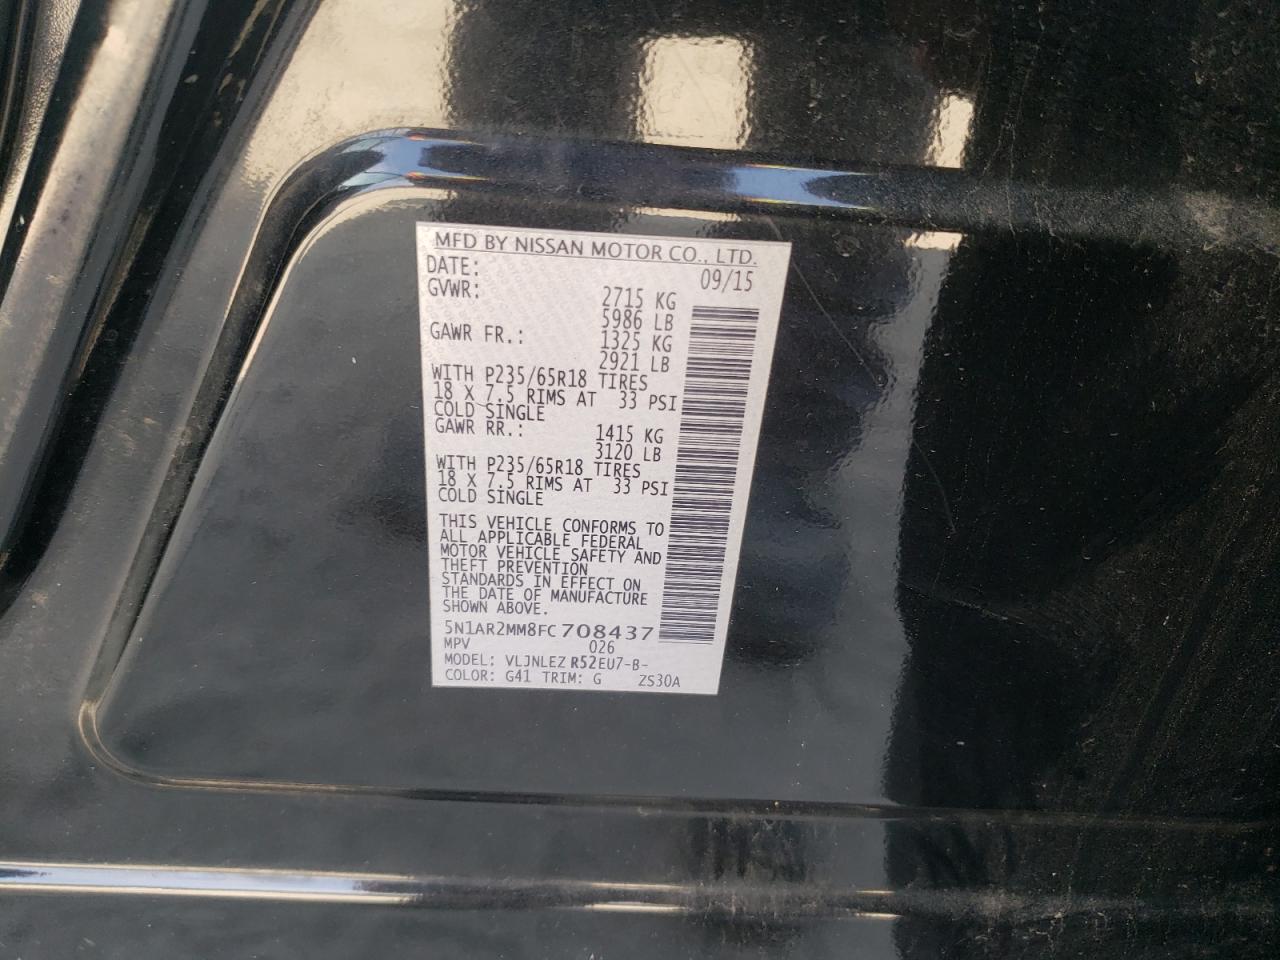 MFD BY NISSAN MOTOR CO., LTD.
DATE: 09/15
GVWR: 2715 KG
5986 LB
GAWR FR.: 1325 KG
2921 LB
WITH P235/65R18 TIRES
18 X 7.5 RIMS AT 33 PSI
COLD SINGLE
GAWR RR.: 1415 KG
3120 LB
WITH P235/65R18 TIRES
18 X 7.5 RIMS AT 33 PSI
COLD SINGLE
THIS VEHICLE CONFORMS TO
ALL APPLICABLE FEDERAL
MOTOR VEHICLE SAFETY AND
THEFT PREVENTION
STANDARDS IN EFFECT ON
THE DATE OF MANUFACTURE
SHOWN ABOVE.
5N1AR2MM8FC708437
MPV 026
MODEL: VLJNLEZ R52EU7-B-
COLOR: G41 TRIM: G ZS30A